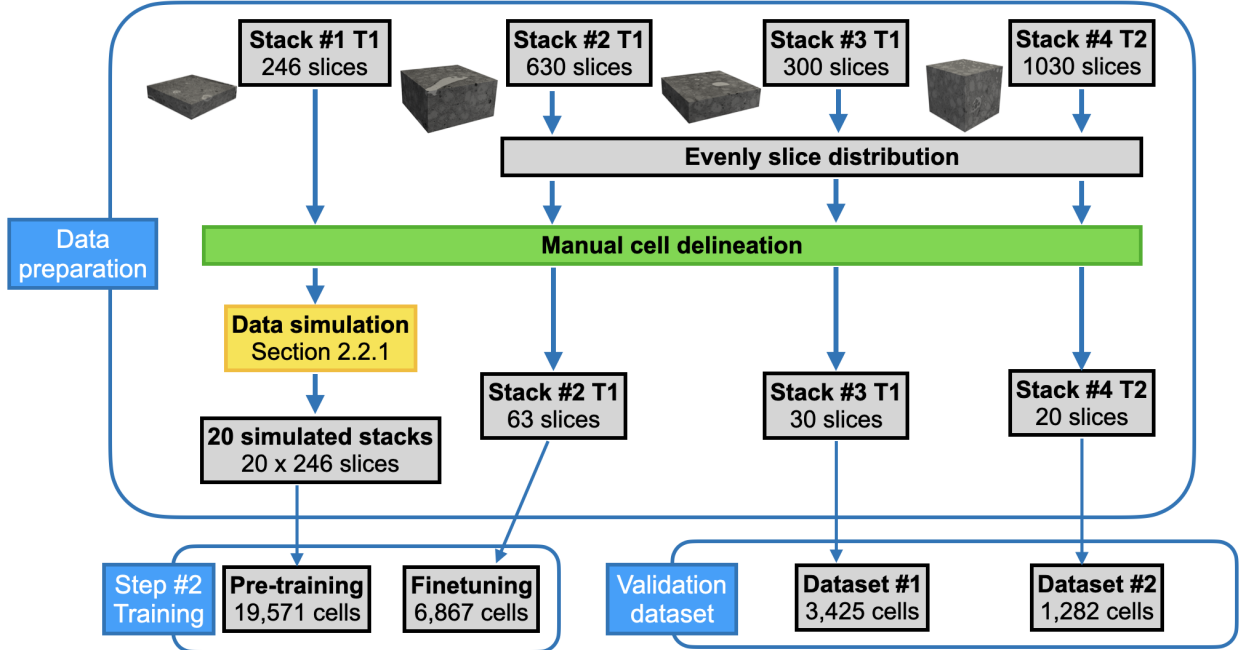 Stack #1 T1
246 slices
Stack #2 T1
630 slices
Stack #3 T1
300 slices
Stack #4 T2
1030 slices
Evenly slice distribution
Data
preparation
Manual cell delineation
Data simulation
Section 2.2.1
Stack #2 T1
63 slices
Stack #3 T1
30 slices
Stack #4 T2
20 slices
20 simulated stacks
20 x 246 slices
Step #2
Training
Pre-training
19,571 cells
Finetuning
6,867 cells
Validation
dataset
Dataset #1
3,425 cells
Dataset #2
1,282 cells